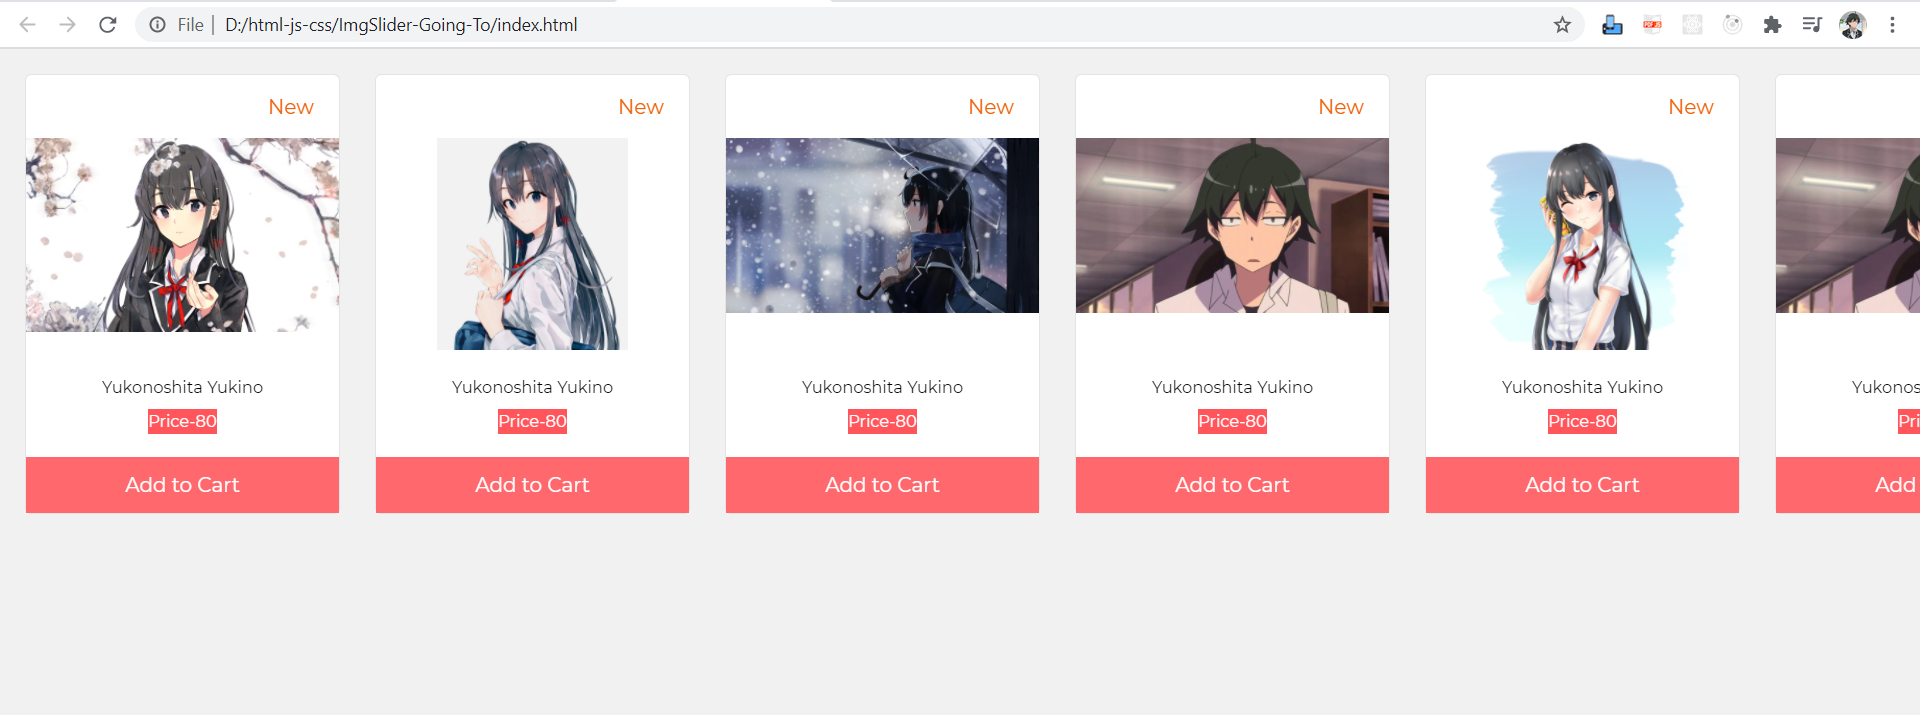 File | D:/html-js-css/ImgSlider-Going-To/index.html
New New New New New
Yukonoshita Yukino Yukonoshita Yukino Yukonoshita Yukino Yukonoshita Yukino Yukonoshita Yukino Yukonos
Price-80 Price-80 Price-80 Price-80 Price-80 Pri
Add to Cart Add to Cart Add to Cart Add to Cart Add to Cart Add